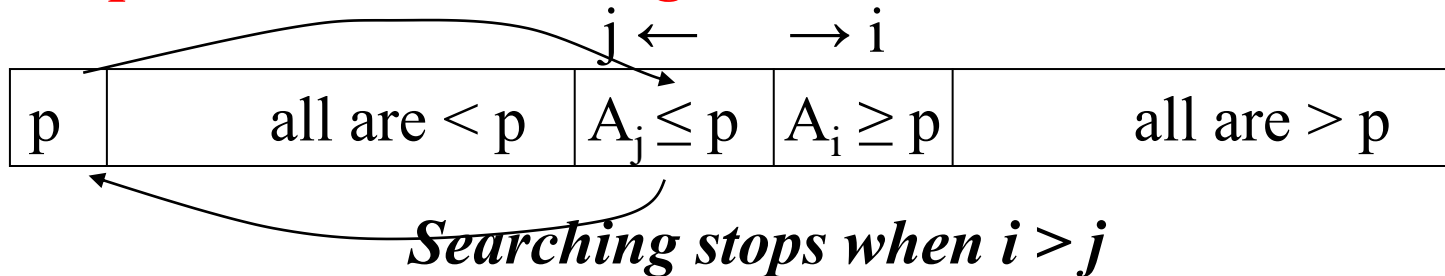 j ← → i
p all are < p A_j ≤ p A_i ≥ p all are > p
Searching stops when i > j